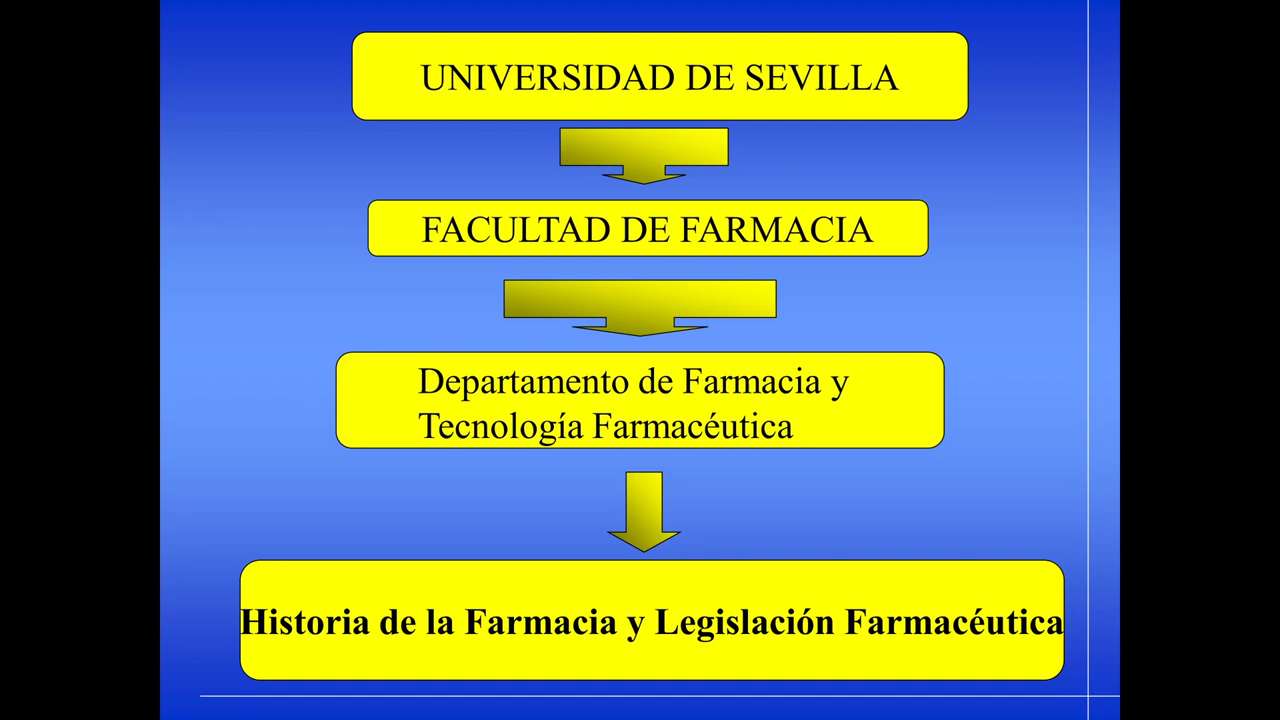 UNIVERSIDAD DE SEVILLA
FACULTAD DE FARMACIA
Departamento de Farmacia y
Tecnología Farmacéutica
Historia de la Farmacia y Legislación Farmacéutica